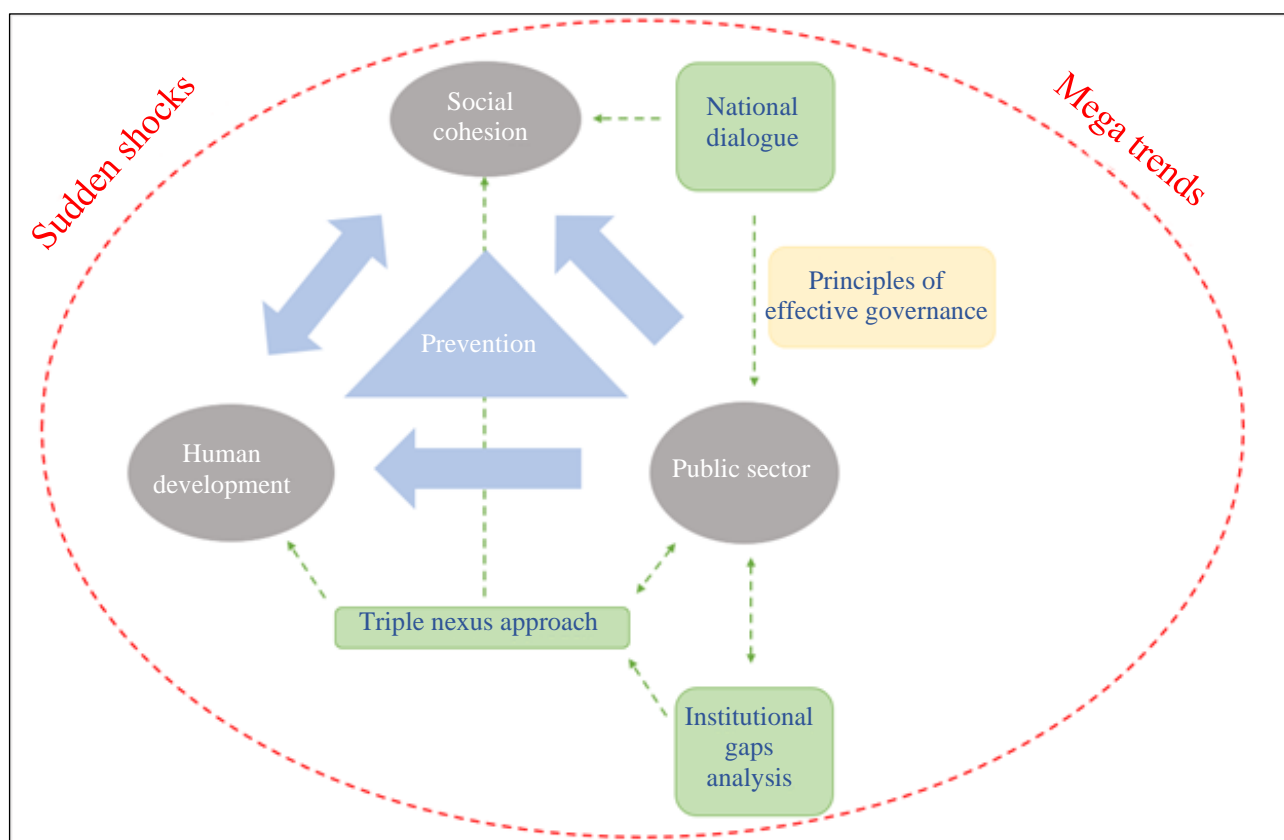 Sudden shocks
Mega trends
Social
cohesion
National
dialogue
Principles of
effective governance
Prevention
Human
development
Public sector
Triple nexus approach
Institutional
gaps
analysis